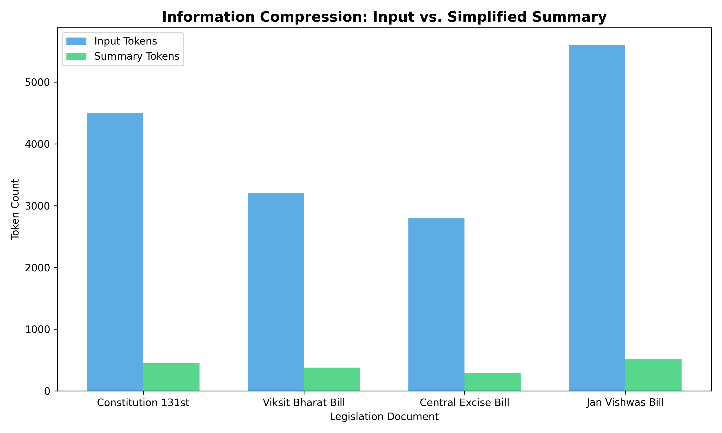 Information Compression: Input vs. Simplified Summary
Input Tokens
Summary Tokens
Token Count
5000
4000
3000
2000
1000
0
Constitution 131st Viksit Bharat Bill Central Excise Bill Jan Vishwas Bill
Legislation Document